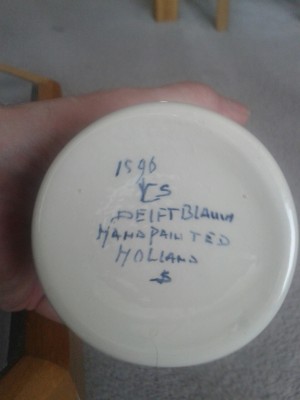 1596
DELFTBLAUW
HANDPAINTED
HOLLAND